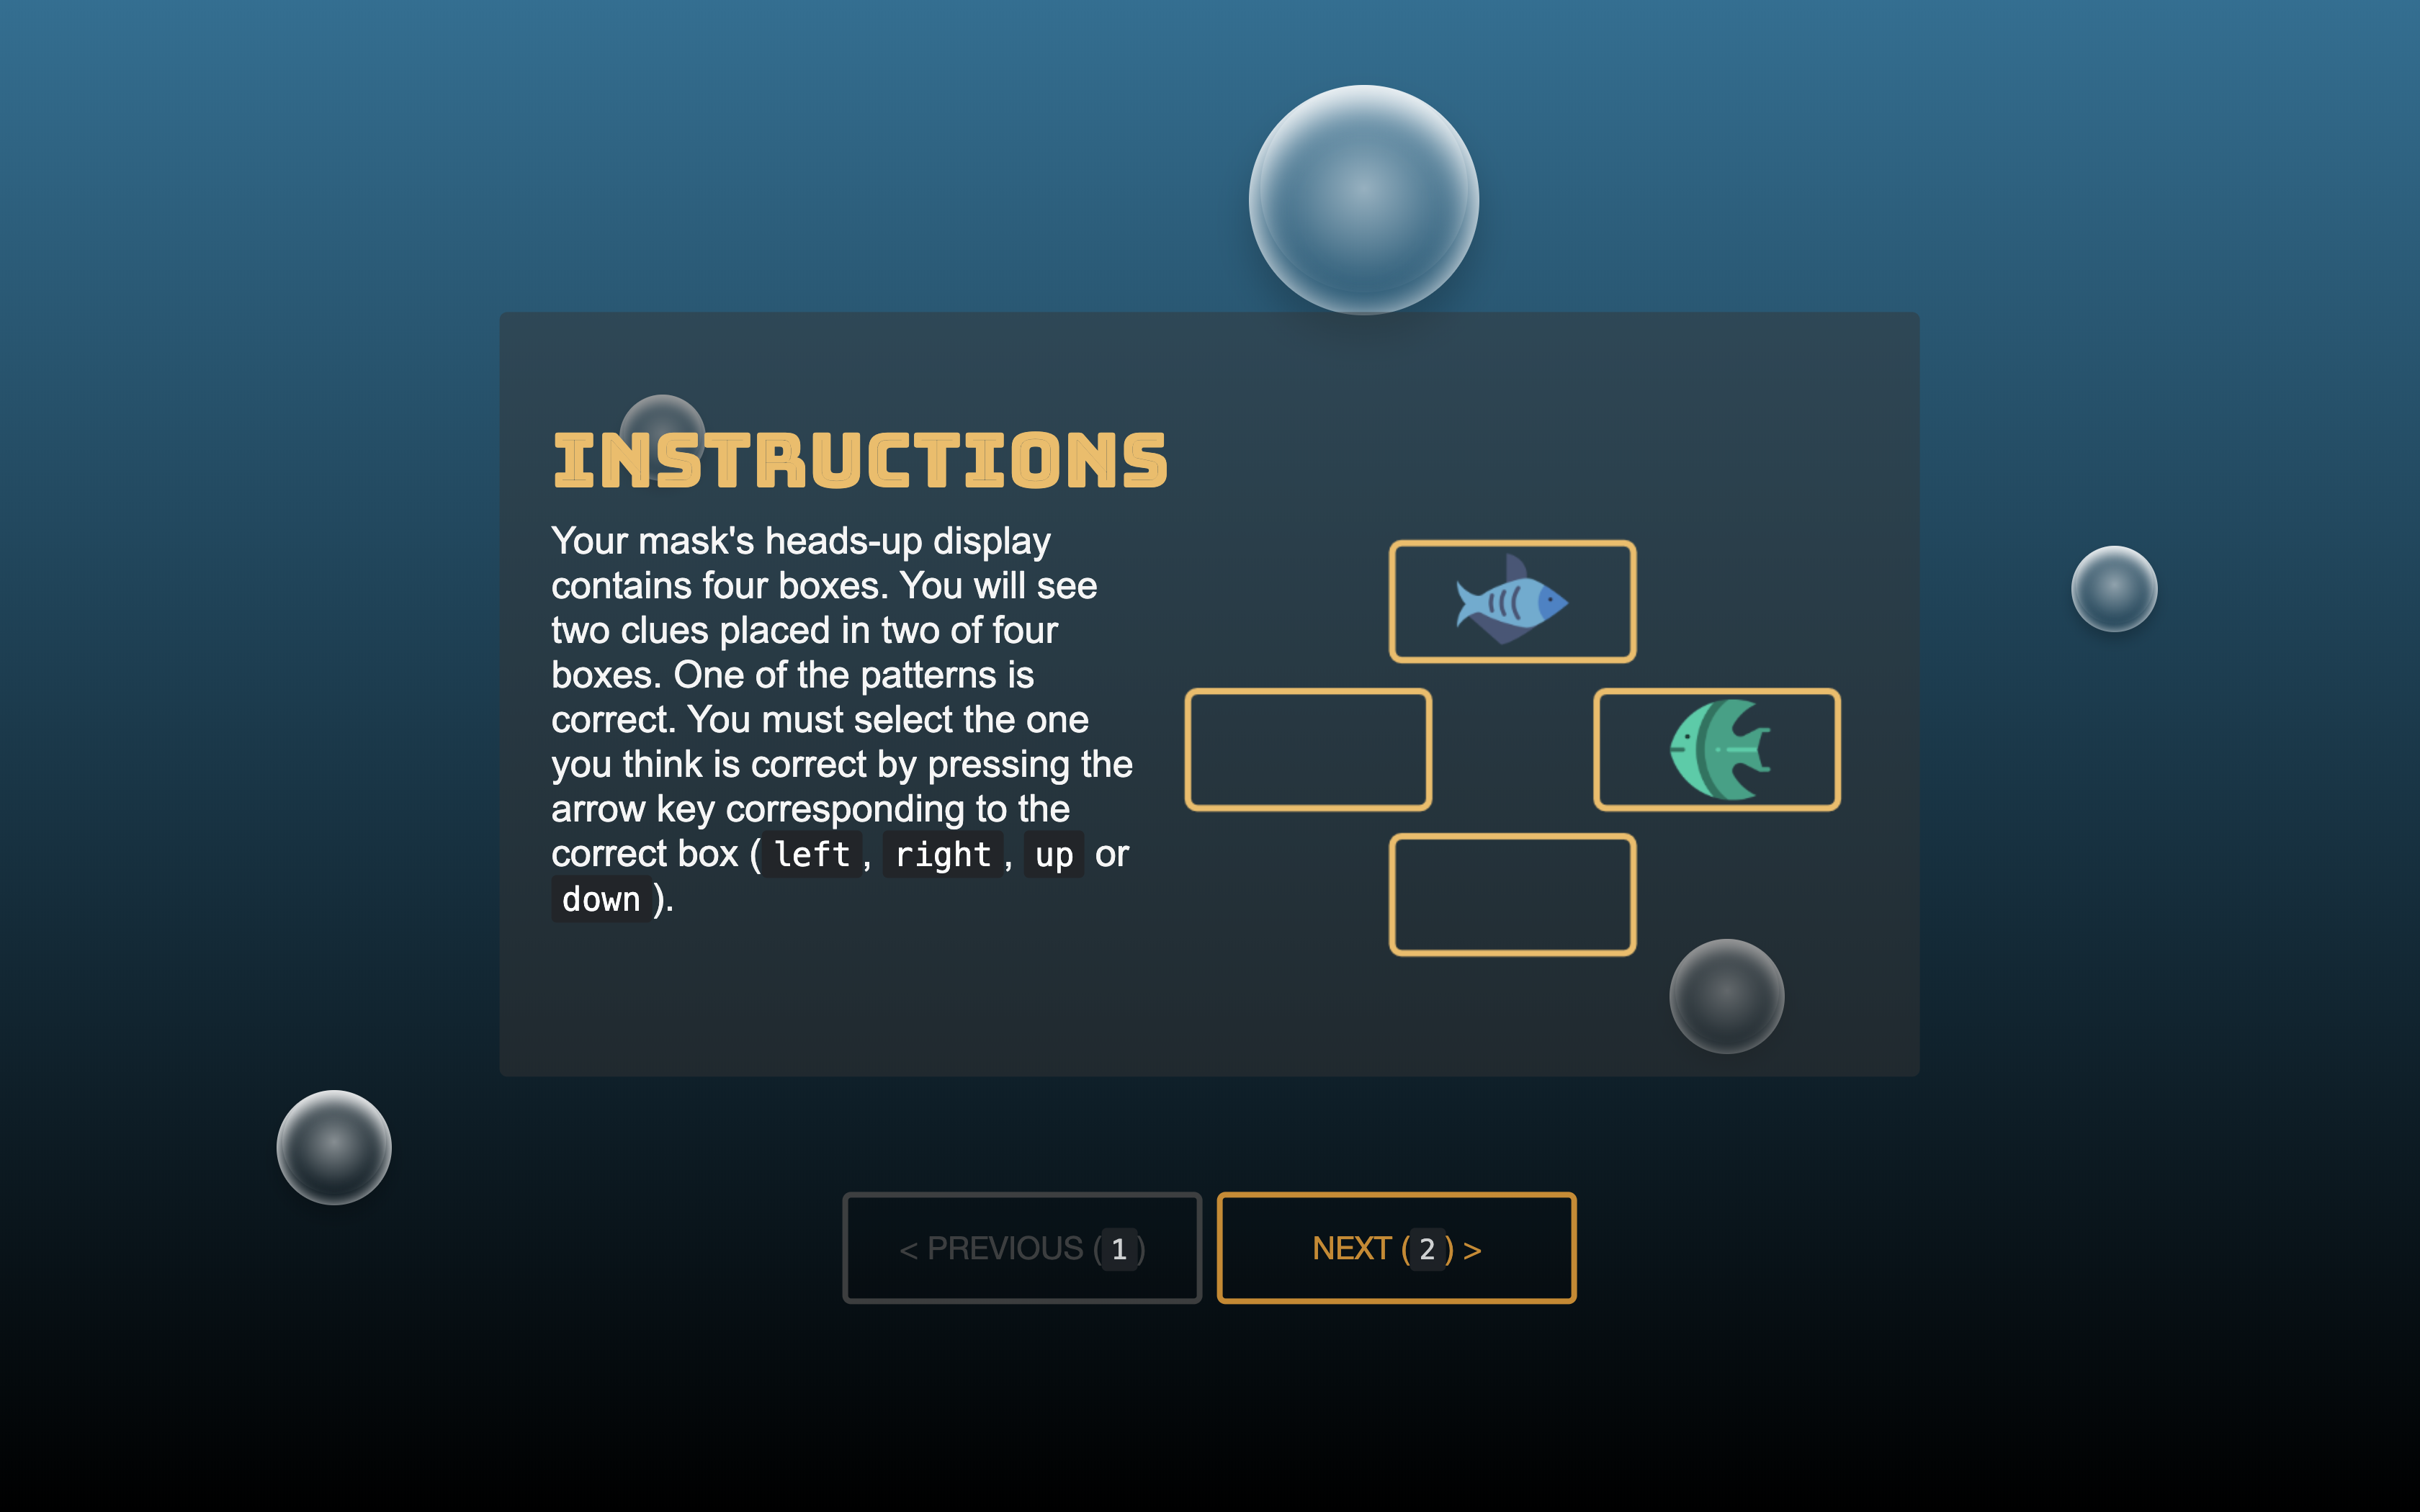 INSTRUCTIONS
Your mask's heads-up display
contains four boxes. You will see
two clues placed in two of four
boxes. One of the patterns is
correct. You must select the one
you think is correct by pressing the
arrow key corresponding to the
correct box ( left , right , up or
down ).
< PREVIOUS ( 1 )
NEXT ( 2 ) >